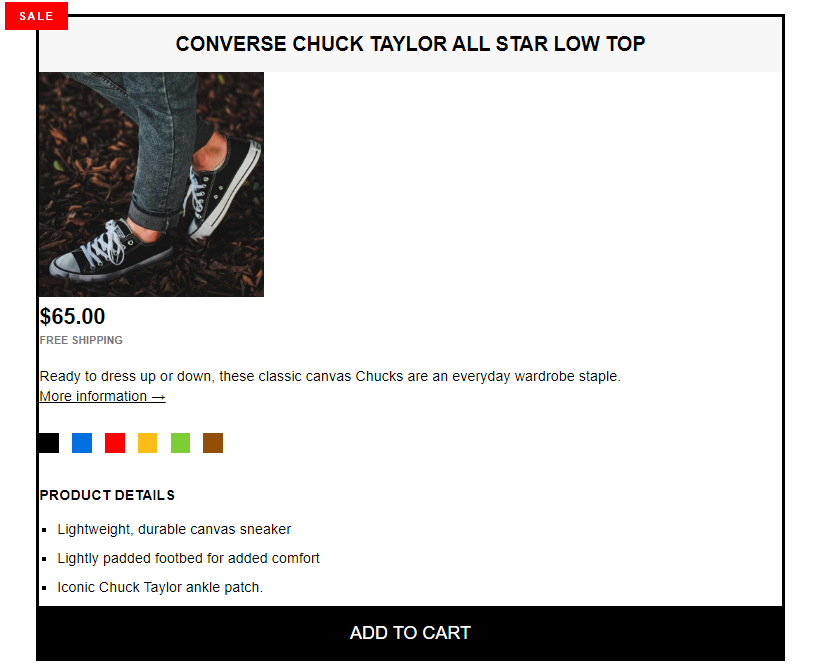 SALE
CONVERSE CHUCK TAYLOR ALL STAR LOW TOP
$65.00
FREE SHIPPING
Ready to dress up or down, these classic canvas Chucks are an everyday wardrobe staple.
More information →
PRODUCT DETAILS
▪ Lightweight, durable canvas sneaker
▪ Lightly padded footbed for added comfort
▪ Iconic Chuck Taylor ankle patch.
ADD TO CART